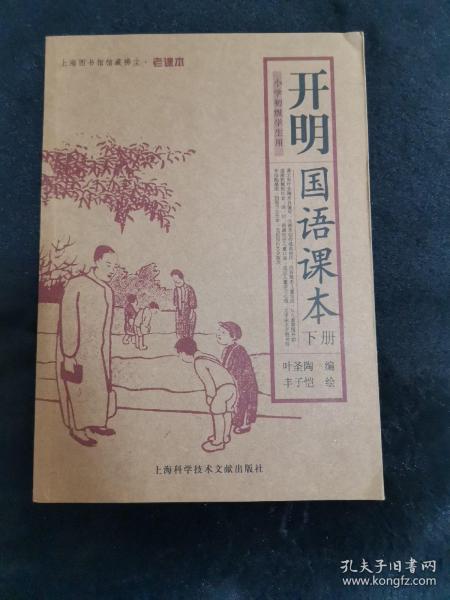 上海图书馆馆藏拂尘·老课本
开明
国语课本
下册
小学初级学生用
叶圣陶 编
丰子恺 绘
上海科学技术文献出版社
孔夫子旧书网
www.kongfz.com